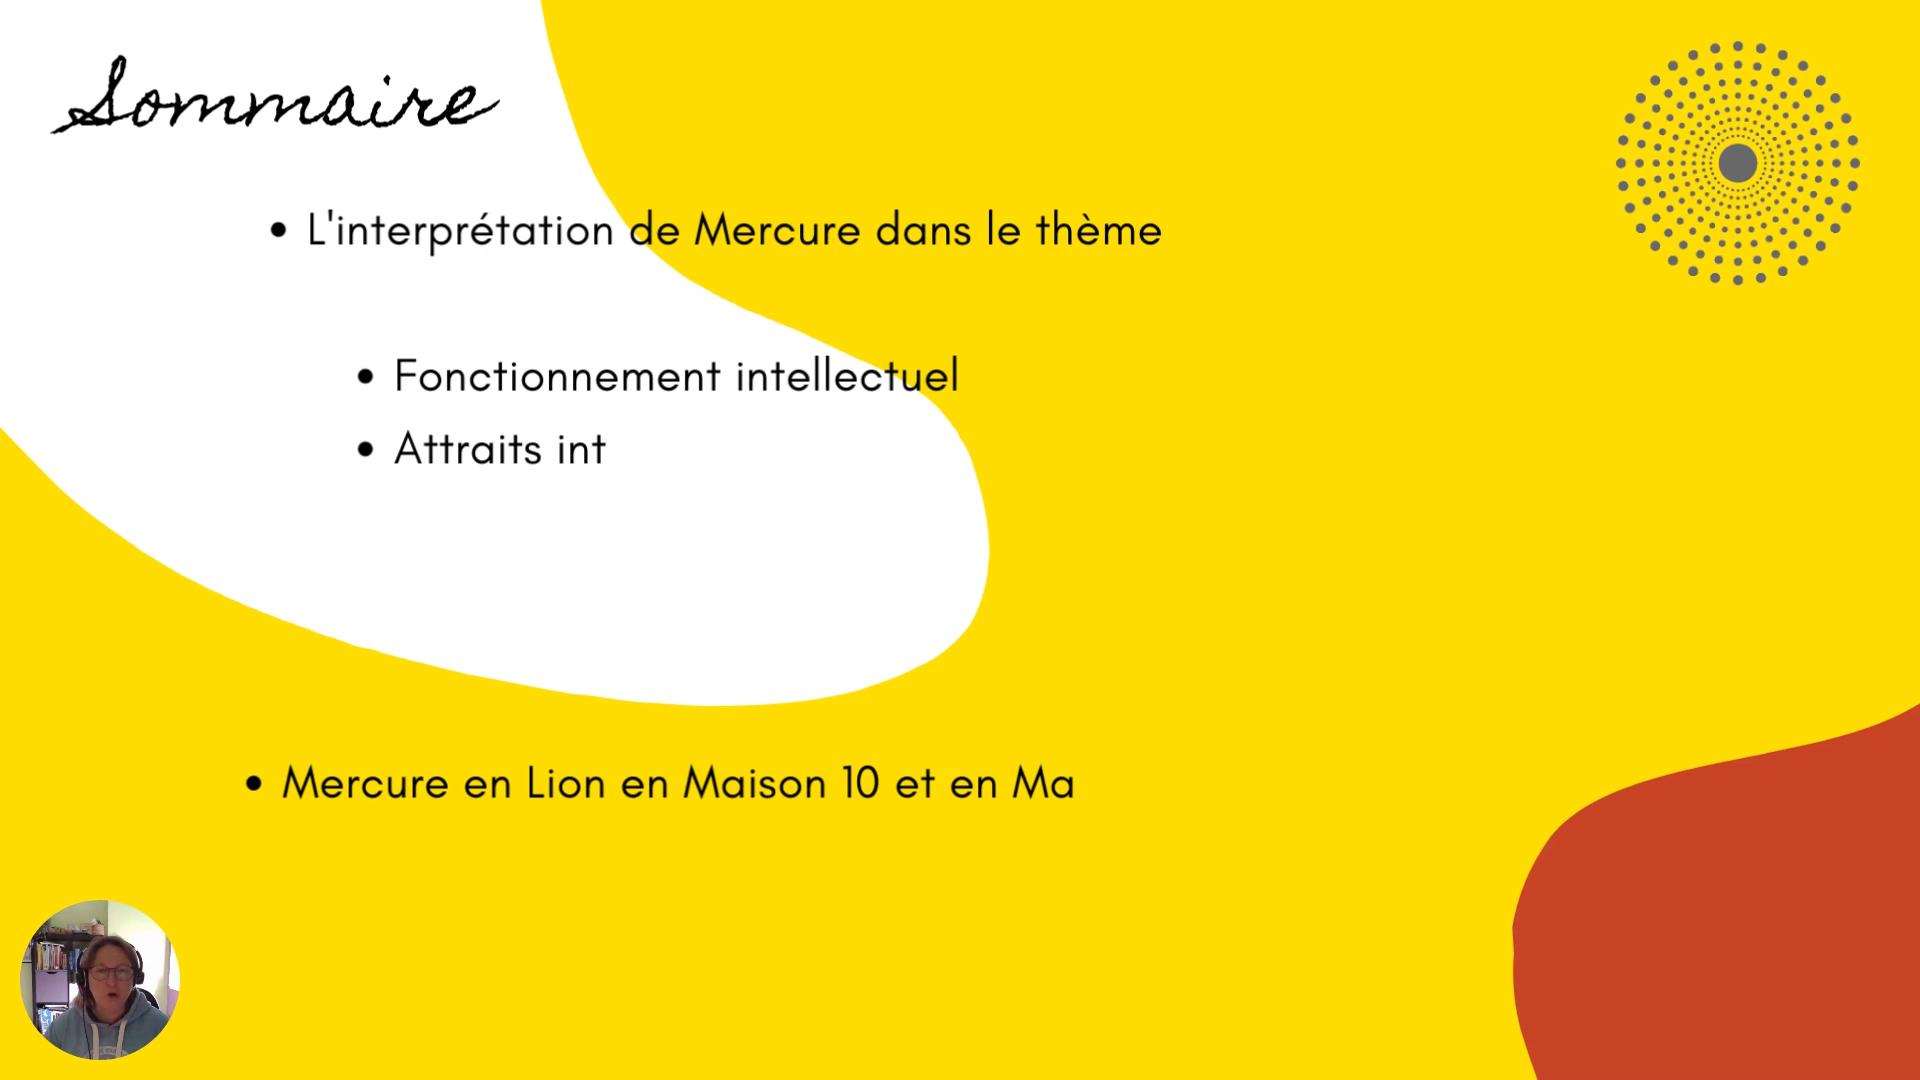 Sommaire
L'interprétation de Mercure dans le thème
Fonctionnement intellectuel
Attraits int
Mercure en Lion en Maison 10 et en Ma